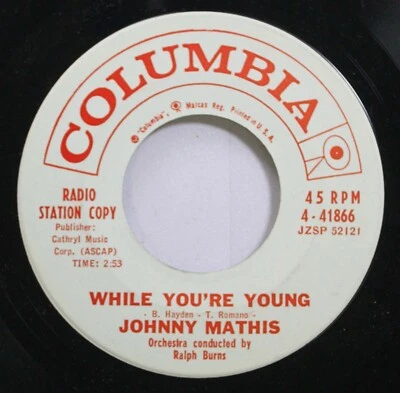 COLUMBIA
® "Columbia", ® Marcas Reg. Printed in U.S.A.
RADIO
STATION COPY
Publisher:
Cathryl Music
Corp. (ASCAP)
TIME: 2:53
45 RPM
4-41866
JZSP 52121
WHILE YOU'RE YOUNG
- B. Hayden - T. Romano -
JOHNNY MATHIS
Orchestra conducted by
Ralph Burns